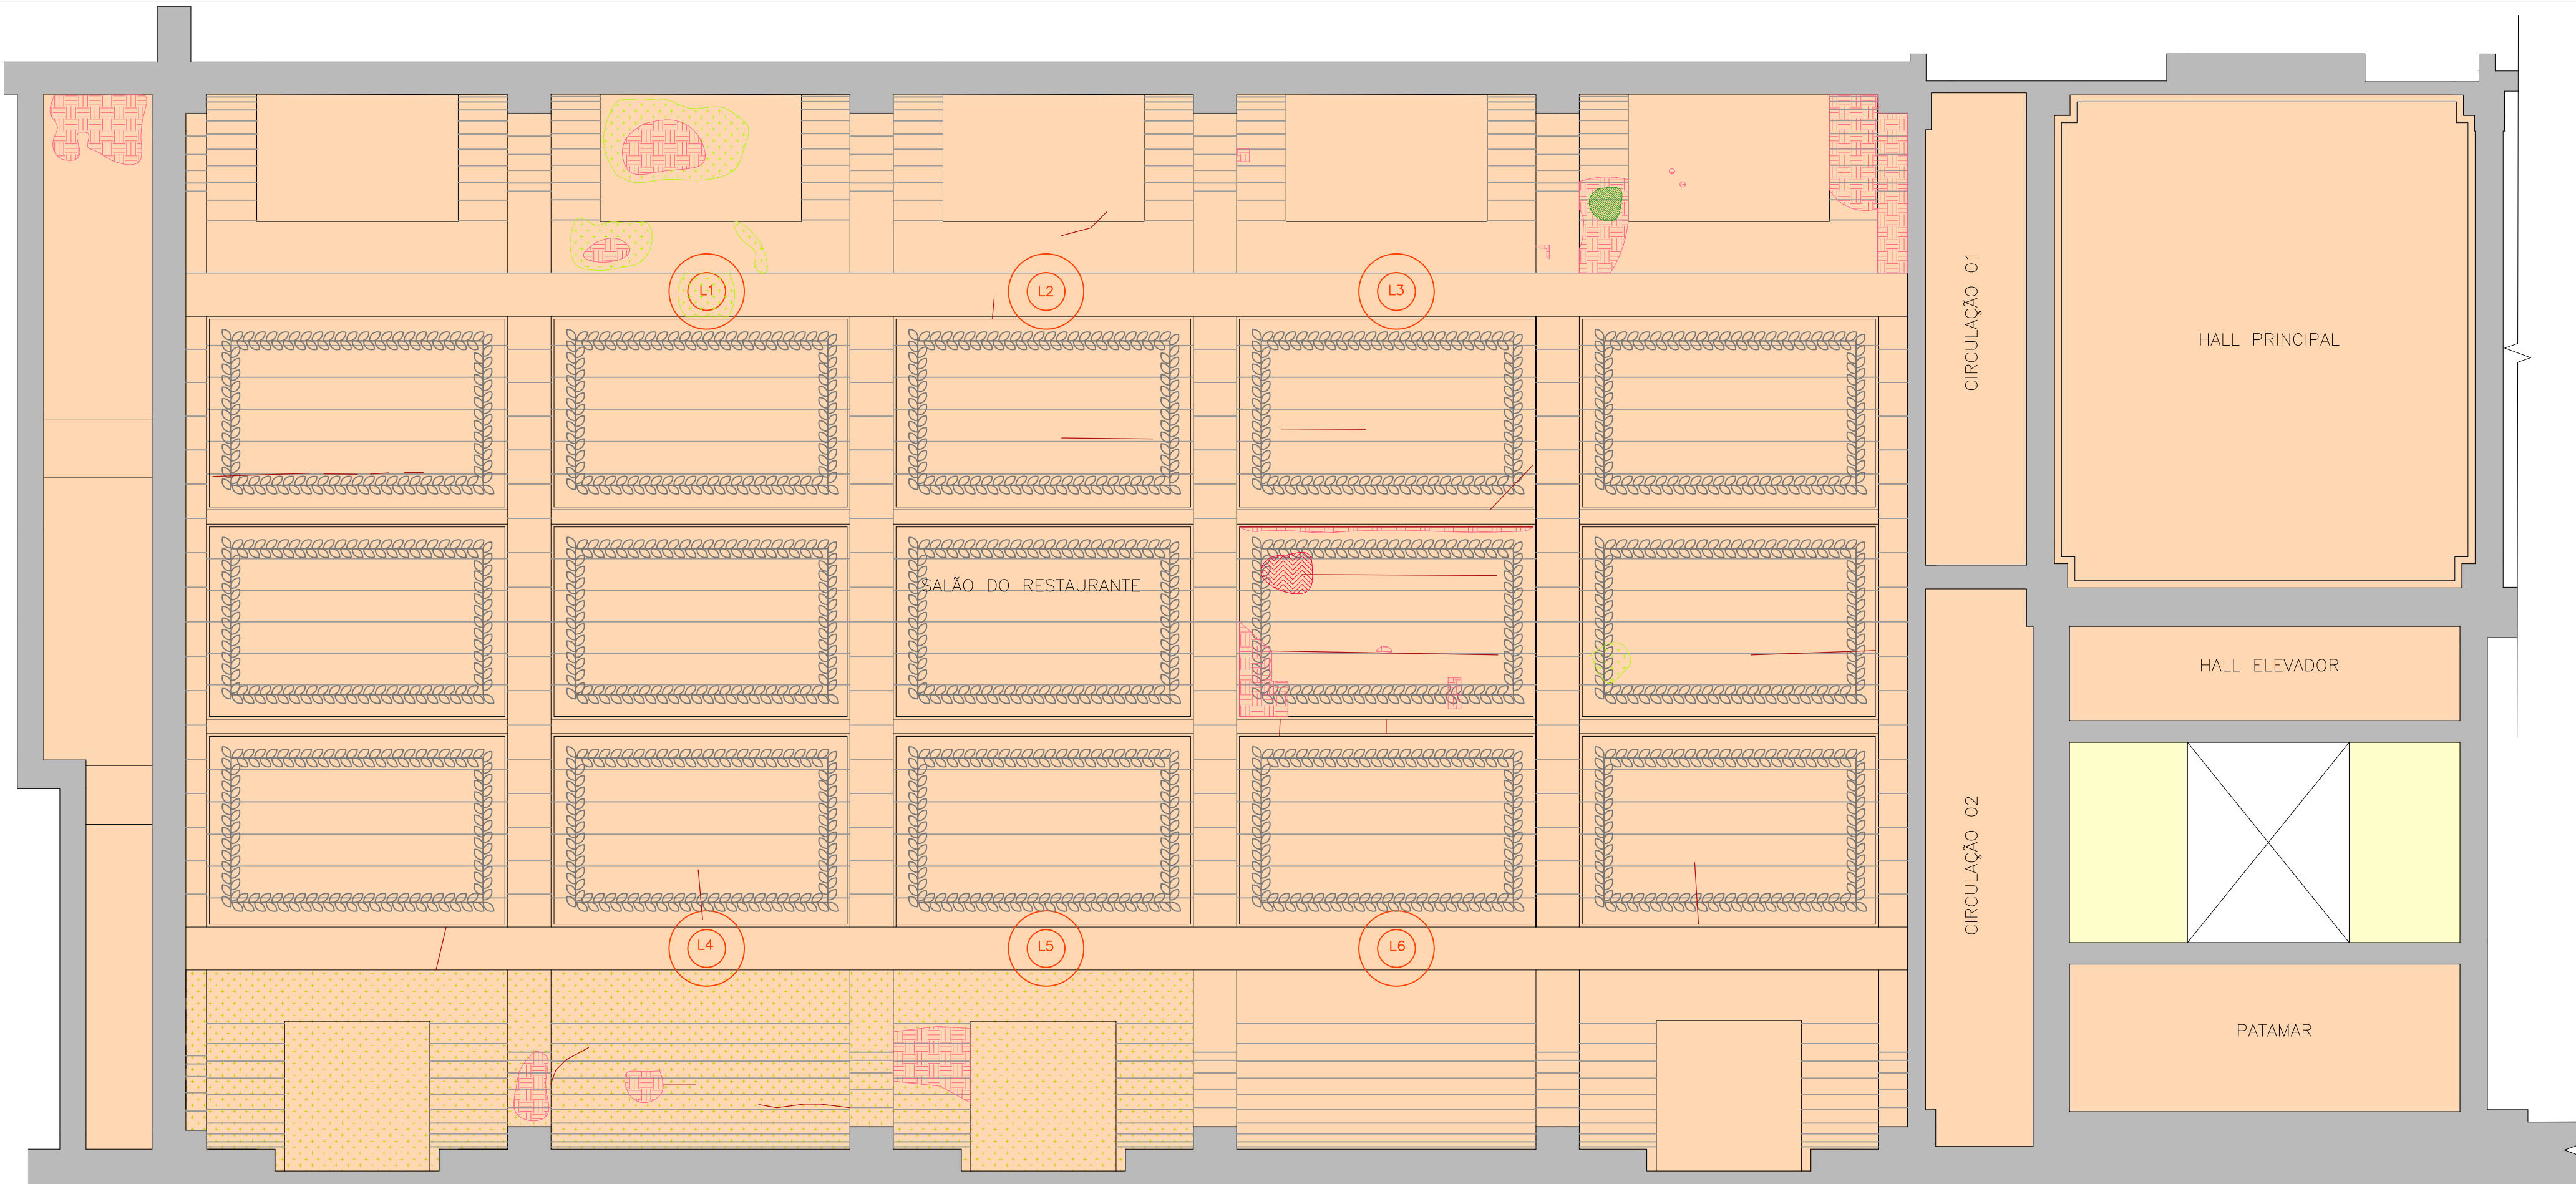 L1
L2
L3
SALÃO DO RESTAURANTE
L4
L5
L6
CIRCULAÇÃO 01
CIRCULAÇÃO 02
HALL PRINCIPAL
HALL ELEVADOR
PATAMAR